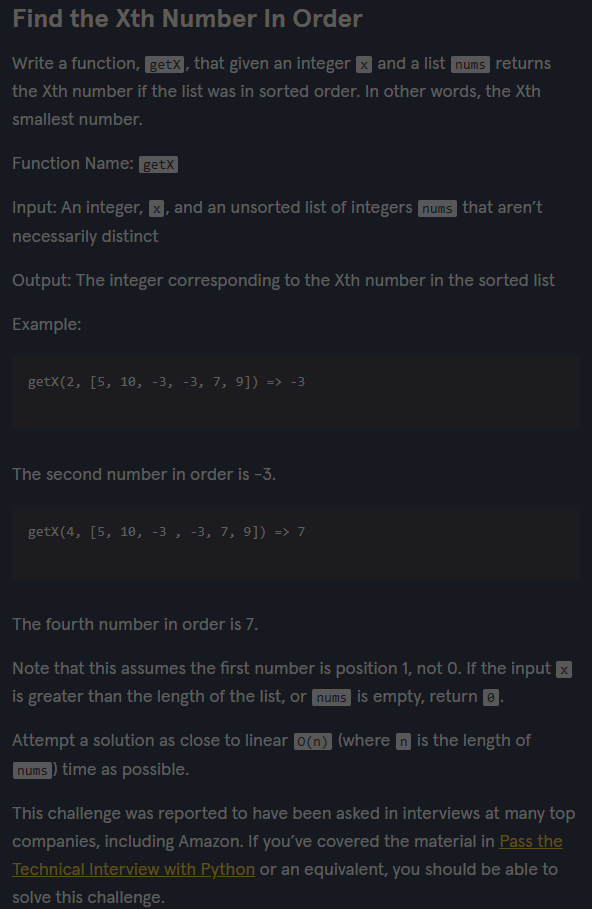 Find the Xth Number In Order
Write a function, getX, that given an integer x and a list nums returns
the Xth number if the list was in sorted order. In other words, the Xth
smallest number.
Function Name: getX
Input: An integer, x, and an unsorted list of integers nums that aren’t
necessarily distinct
Output: The integer corresponding to the Xth number in the sorted list
Example:
getX(2, [5, 10, -3, -3, 7, 9]) => -3
The second number in order is -3.
getX(4, [5, 10, -3 , -3, 7, 9]) => 7
The fourth number in order is 7.
Note that this assumes the first number is position 1, not 0. If the input x
is greater than the length of the list, or nums is empty, return 0.
Attempt a solution as close to linear O(n) (where n is the length of
nums) time as possible.
This challenge was reported to have been asked in interviews at many top
companies, including Amazon. If you’ve covered the material in Pass the
Technical Interview with Python or an equivalent, you should be able to
solve this challenge.